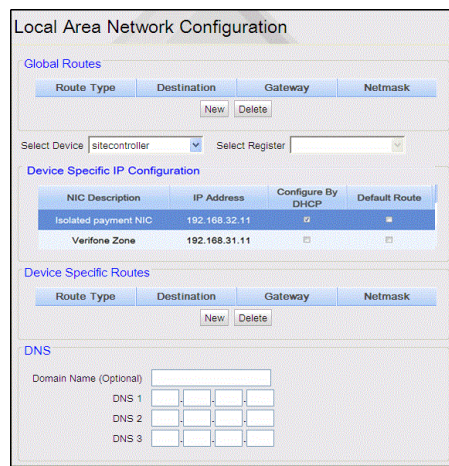 Local Area Network Configuration
Global Routes
Route Type Destination Gateway Netmask
New Delete
Select Device sitecontroller Select Register
Device Specific IP Configuration
NIC Description IP Address Configure By DHCP Default Route
Isolated payment NIC 192.168.32.11
Verifone Zone 192.168.31.11
Device Specific Routes
Route Type Destination Gateway Netmask
New Delete
DNS
Domain Name (Optional)
DNS 1
DNS 2
DNS 3